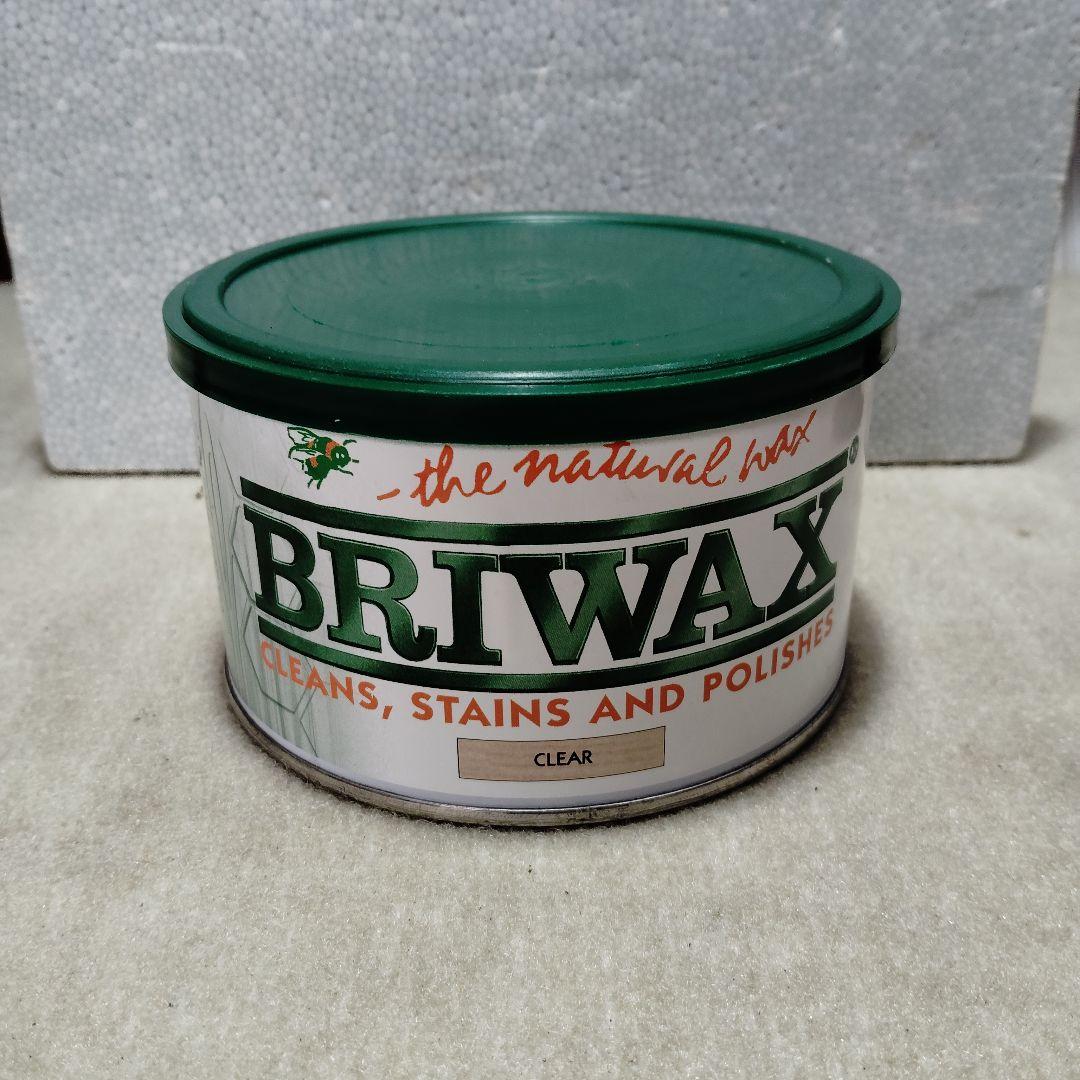 the natural wax
BRIWAX®
CLEANS, STAINS AND POLISHES
CLEAR